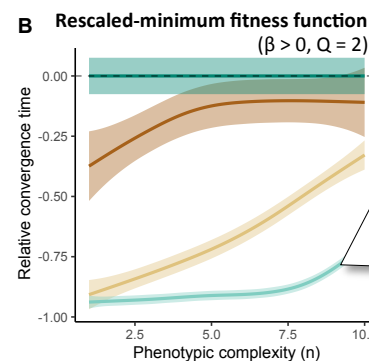 B Rescaled-minimum fitness function
(β > 0, Q = 2)
Relative convergence time
0.00
-0.25
-0.50
-0.75
-1.00
2.5 5.0 7.5 10.
Phenotypic complexity (n)